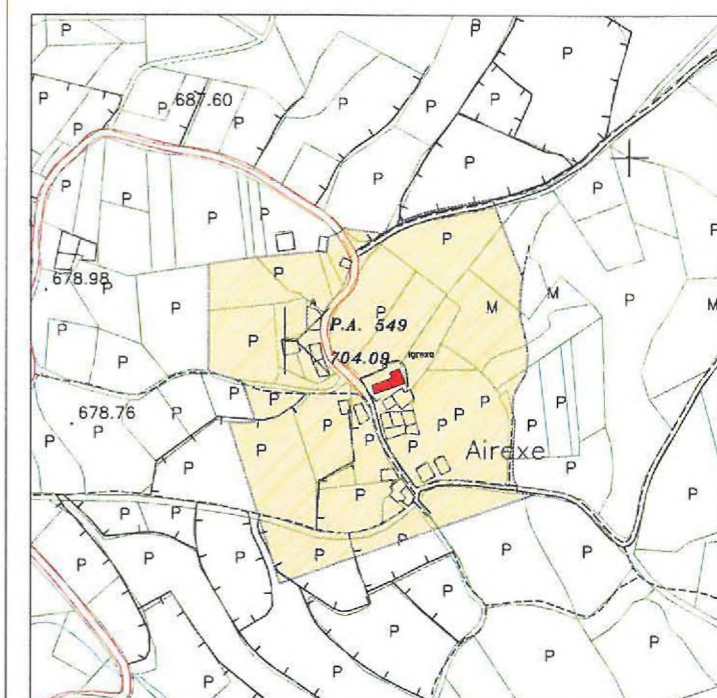 P P P
P 687.60 P P P
P P P
P P P
P P P P
P P
678.98 P P P P
P M M P M
P P P.A. 549
704.09 Igrexa
P P P
678.76 P P P P P P P
P P P P P P
P Airexe P
P P P P
P P P P
P P P P P
P P
P P P
P P